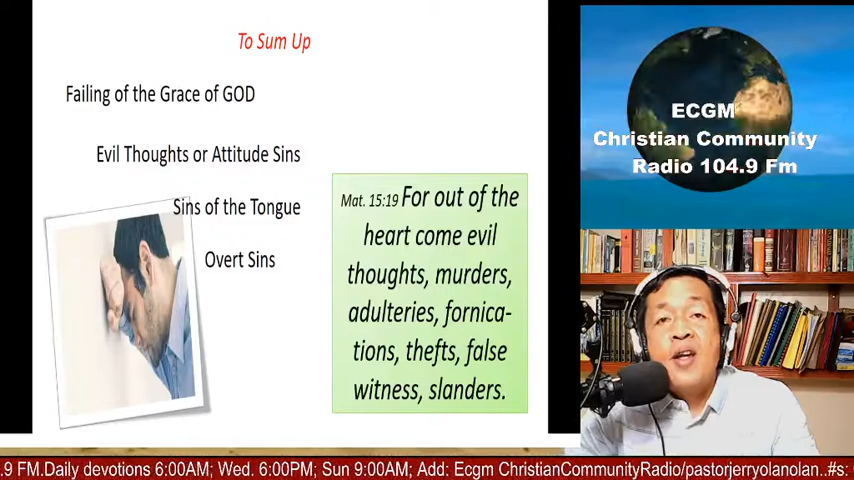 To Sum Up
Failing of the Grace of GOD
Evil Thoughts or Attitude Sins
Sins of the Tongue
Overt Sins
Mat. 15:19 For out of the
heart come evil
thoughts, murders,
adulteries, fornica-
tions, thefts, false
witness, slanders.
ECGM
Christian Community
Radio 104.9 Fm
.9 FM.Daily devotions 6:00AM; Wed. 6:00PM; Sun 9:00AM; Add: Ecgm ChristianCommunityRadio/pastorjerryolanolan..#s: